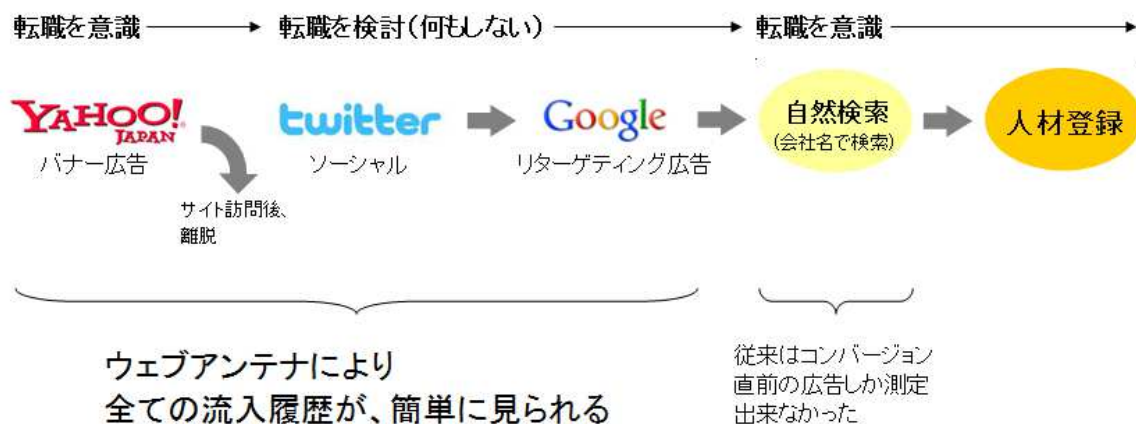 転職を意識
転職を検討(何もしない)
転職を意識
YAHOO!
JAPAN
バナー広告
twitter
ソーシャル
Google
リターゲティング広告
自然検索
(会社名で検索)
人材登録
サイト訪問後、
離脱
ウェブアンテナにより
全ての流入履歴が、簡単に見られる
従来はコンバージョン
直前の広告しか測定
出来なかった